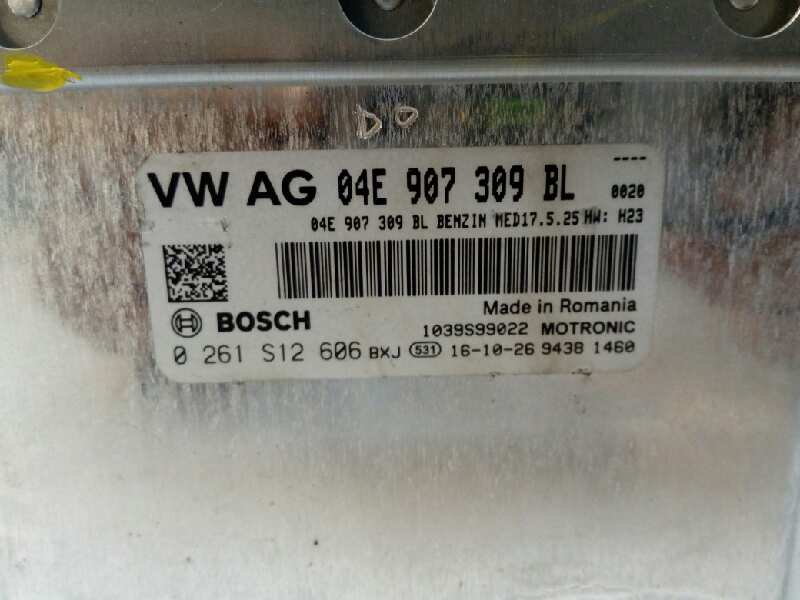 DO
----
VW AG 04E 907 309 BL 0020
04E 907 309 BL BENZIN MED17.5.25 HW: H23
Made in Romania
BOSCH 1039S99022 MOTRONIC
0 261 S12 606 BXJ 531 16-10-26 9438 1460